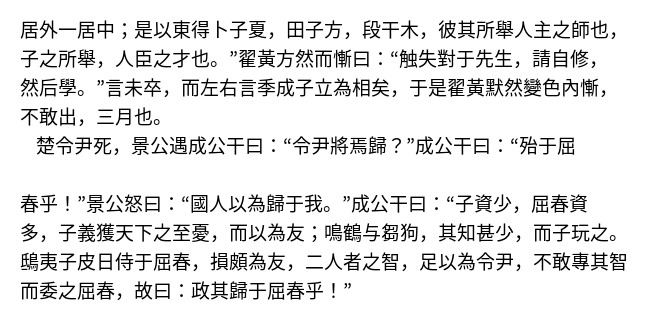 居外一居中；是以東得卜子夏，田子方，段干木，彼其所舉人主之師也，
子之所舉，人臣之才也。”翟黃方然而慚曰：“触失對于先生，請自修，
然后學。”言未卒，而左右言季成子立為相矣，于是翟黃默然變色內慚，
不敢出，三月也。
楚令尹死，景公遇成公干曰：“令尹將焉歸？”成公干曰：“殆于屈
春乎！”景公怒曰：“國人以為歸于我。”成公干曰：“子資少，屈春資
多，子義獲天下之至憂，而以為友；鳴鶴与芻狗，其知甚少，而子玩之。
鴟夷子皮日侍于屈春，損頗為友，二人者之智，足以為令尹，不敢專其智
而委之屈春，故曰：政其歸于屈春乎！”